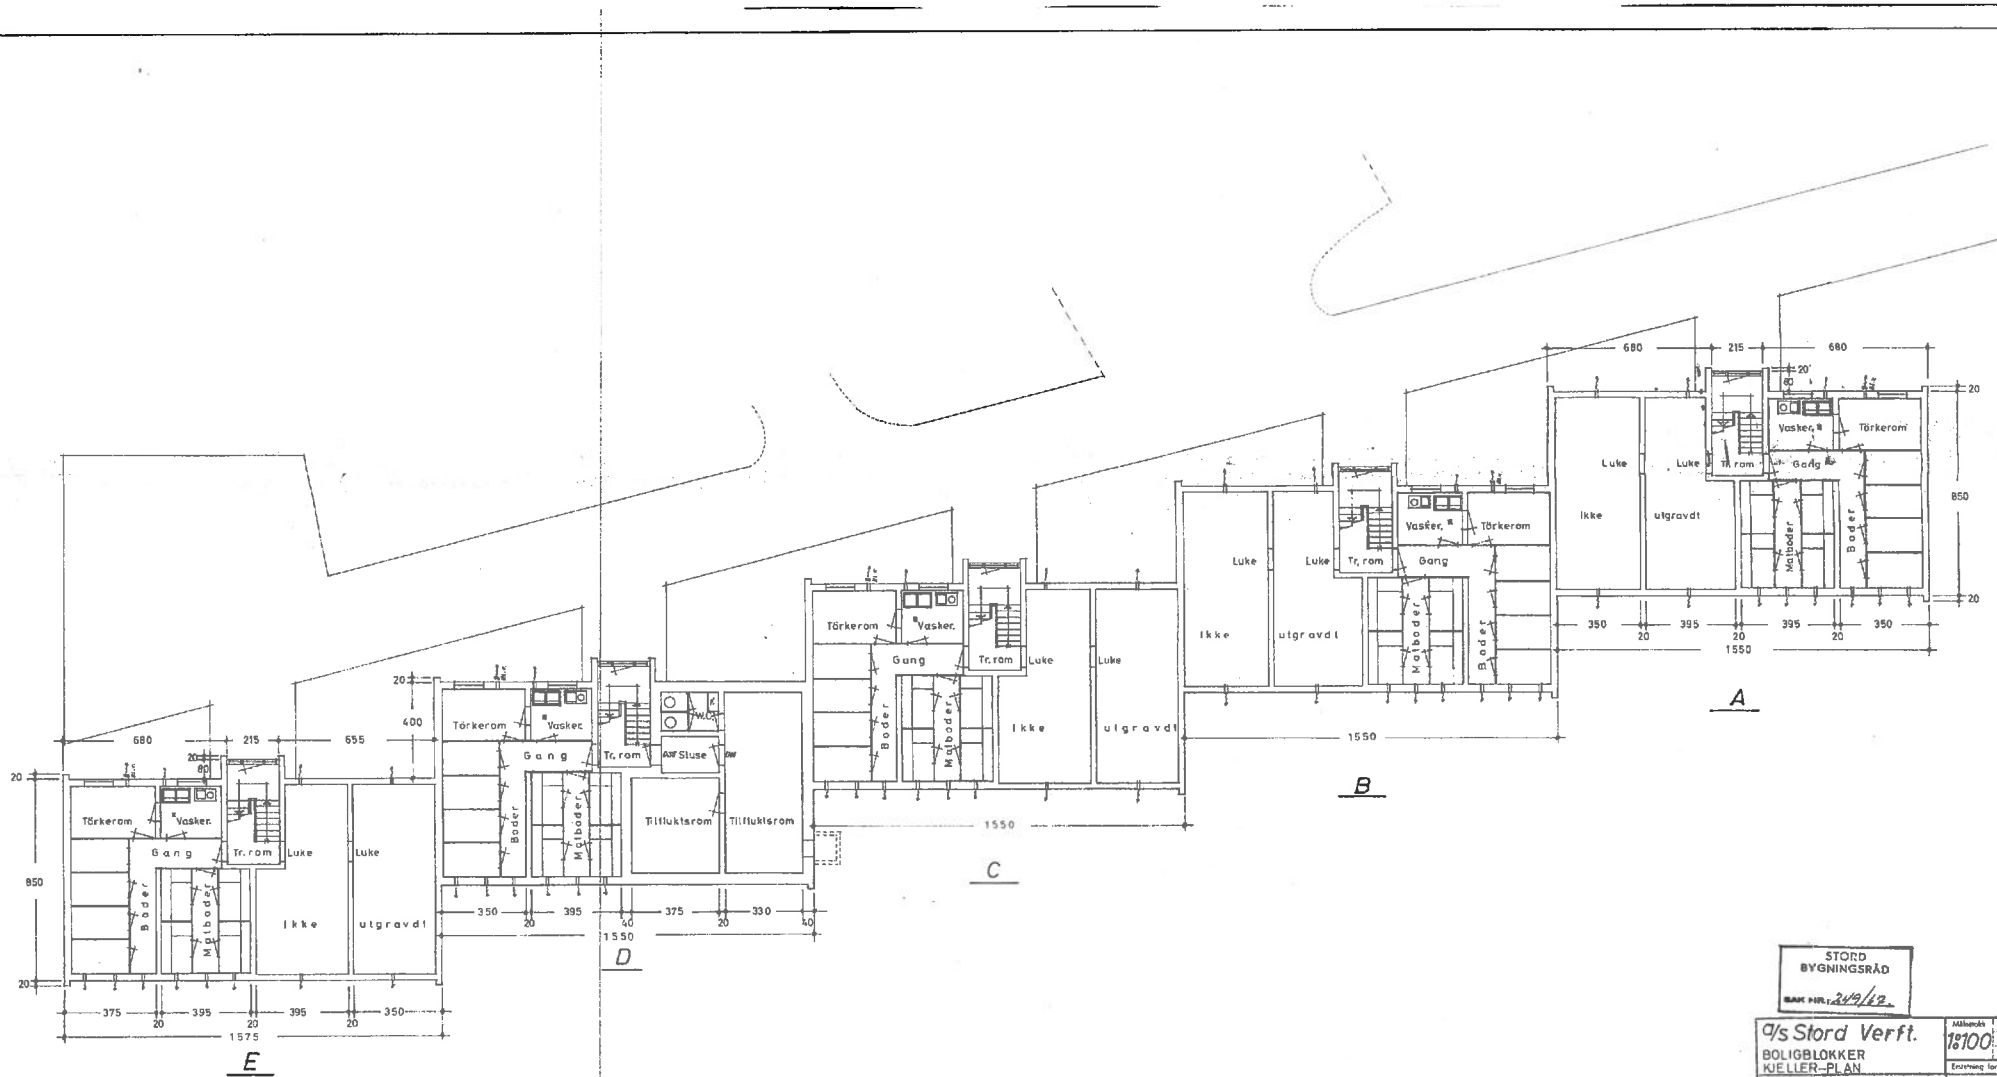 680 215 680
20
80
20
Vasker. Törkerom
Luke Luke Tr. rom Gang
850
Ikke utgravdt
Matboder
Boder
20
350 20 395 20 395 20 350
1550
A
Vasker. Törkerom
Luke Luke Tr. rom Gang
Ikke utgravdt
Matboder
Boder
1550
B
Törkerom Vasker.
Gang Tr. rom Luke Luke
Boder
Matboder
Ikke utgravdt
1550
C
20
400
Törkerom Vasker. W.C.
Gang Tr. rom Sluse
Boder
Matboder
Tilfluktsrom Tilfluktsrom
350 20 395 40 375 20 330 40
1550
D
680 215 655
20
80
20
Törkerom Vasker.
Gang Tr. rom Luke Luke
850
Boder
Matboder
Ikke utgravdt
20
375 20 395 20 395 20 350
1575
E
STORD
BYGNINGSRÅD
SAK NR.: 249/62.
a/s Stord Verft.
BOLIGBLOKKER
KJELLER-PLAN
Målestokk
1:100
Erstatning for